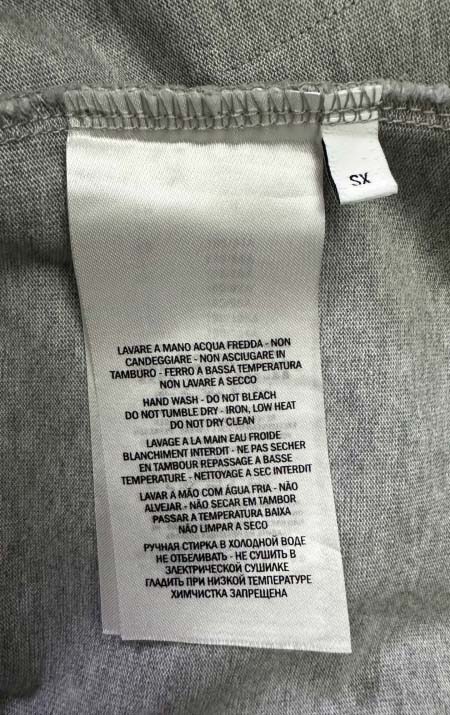 SX
LAVARE A MANO ACQUA FREDDA - NON
CANDEGGIARE - NON ASCIUGARE IN
TAMBURO - FERRO A BASSA TEMPERATURA
NON LAVARE A SECCO
HAND WASH - DO NOT BLEACH
DO NOT TUMBLE DRY - IRON, LOW HEAT
DO NOT DRY CLEAN
LAVAGE A LA MAIN EAU FROIDE
BLANCHIMENT INTERDIT - NE PAS SECHER
EN TAMBOUR REPASSAGE A BASSE
TEMPERATURE - NETTOYAGE A SEC INTERDIT
LAVAR A MÃO COM ÁGUA FRIA - NÃO
ALVEJAR - NÃO SECAR EM TAMBOR
PASSAR A TEMPERATURA BAIXA
NÃO LIMPAR A SECO
РУЧНАЯ СТИРКА В ХОЛОДНОЙ ВОДЕ
НЕ ОТБЕЛИВАТЬ - НЕ СУШИТЬ В
ЭЛЕКТРИЧЕСКОЙ СУШИЛКЕ
ГЛАДИТЬ ПРИ НИЗКОЙ ТЕМПЕРАТУРЕ
ХИМЧИСТКА ЗАПРЕЩЕНА